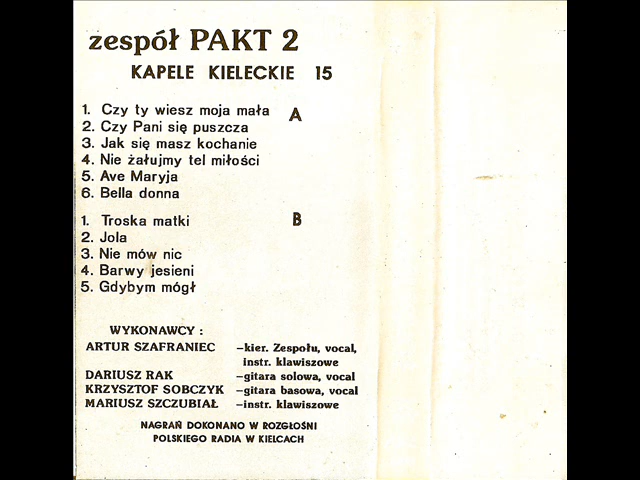 zespół PAKT 2
KAPELE KIELECKIE 15
1. Czy ty wiesz moja mała A
2. Czy Pani się puszcza
3. Jak się masz kochanie
4. Nie żałujmy tel miłości
5. Ave Maryja
6. Bella donna
1. Troska matki B
2. Jola
3. Nie mów nic
4. Barwy jesieni
5. Gdybym mógł
WYKONAWCY :
ARTUR SZAFRANIEC –kier. Zespołu, vocal,
instr. klawiszowe
DARIUSZ RAK –gitara solowa, vocal
KRZYSZTOF SOBCZYK –gitara basowa, vocal
MARIUSZ SZCZUBIAŁ –instr. klawiszowe
NAGRAŃ DOKONANO W ROZGŁOŚNI
POLSKIEGO RADIA W KIELCACH